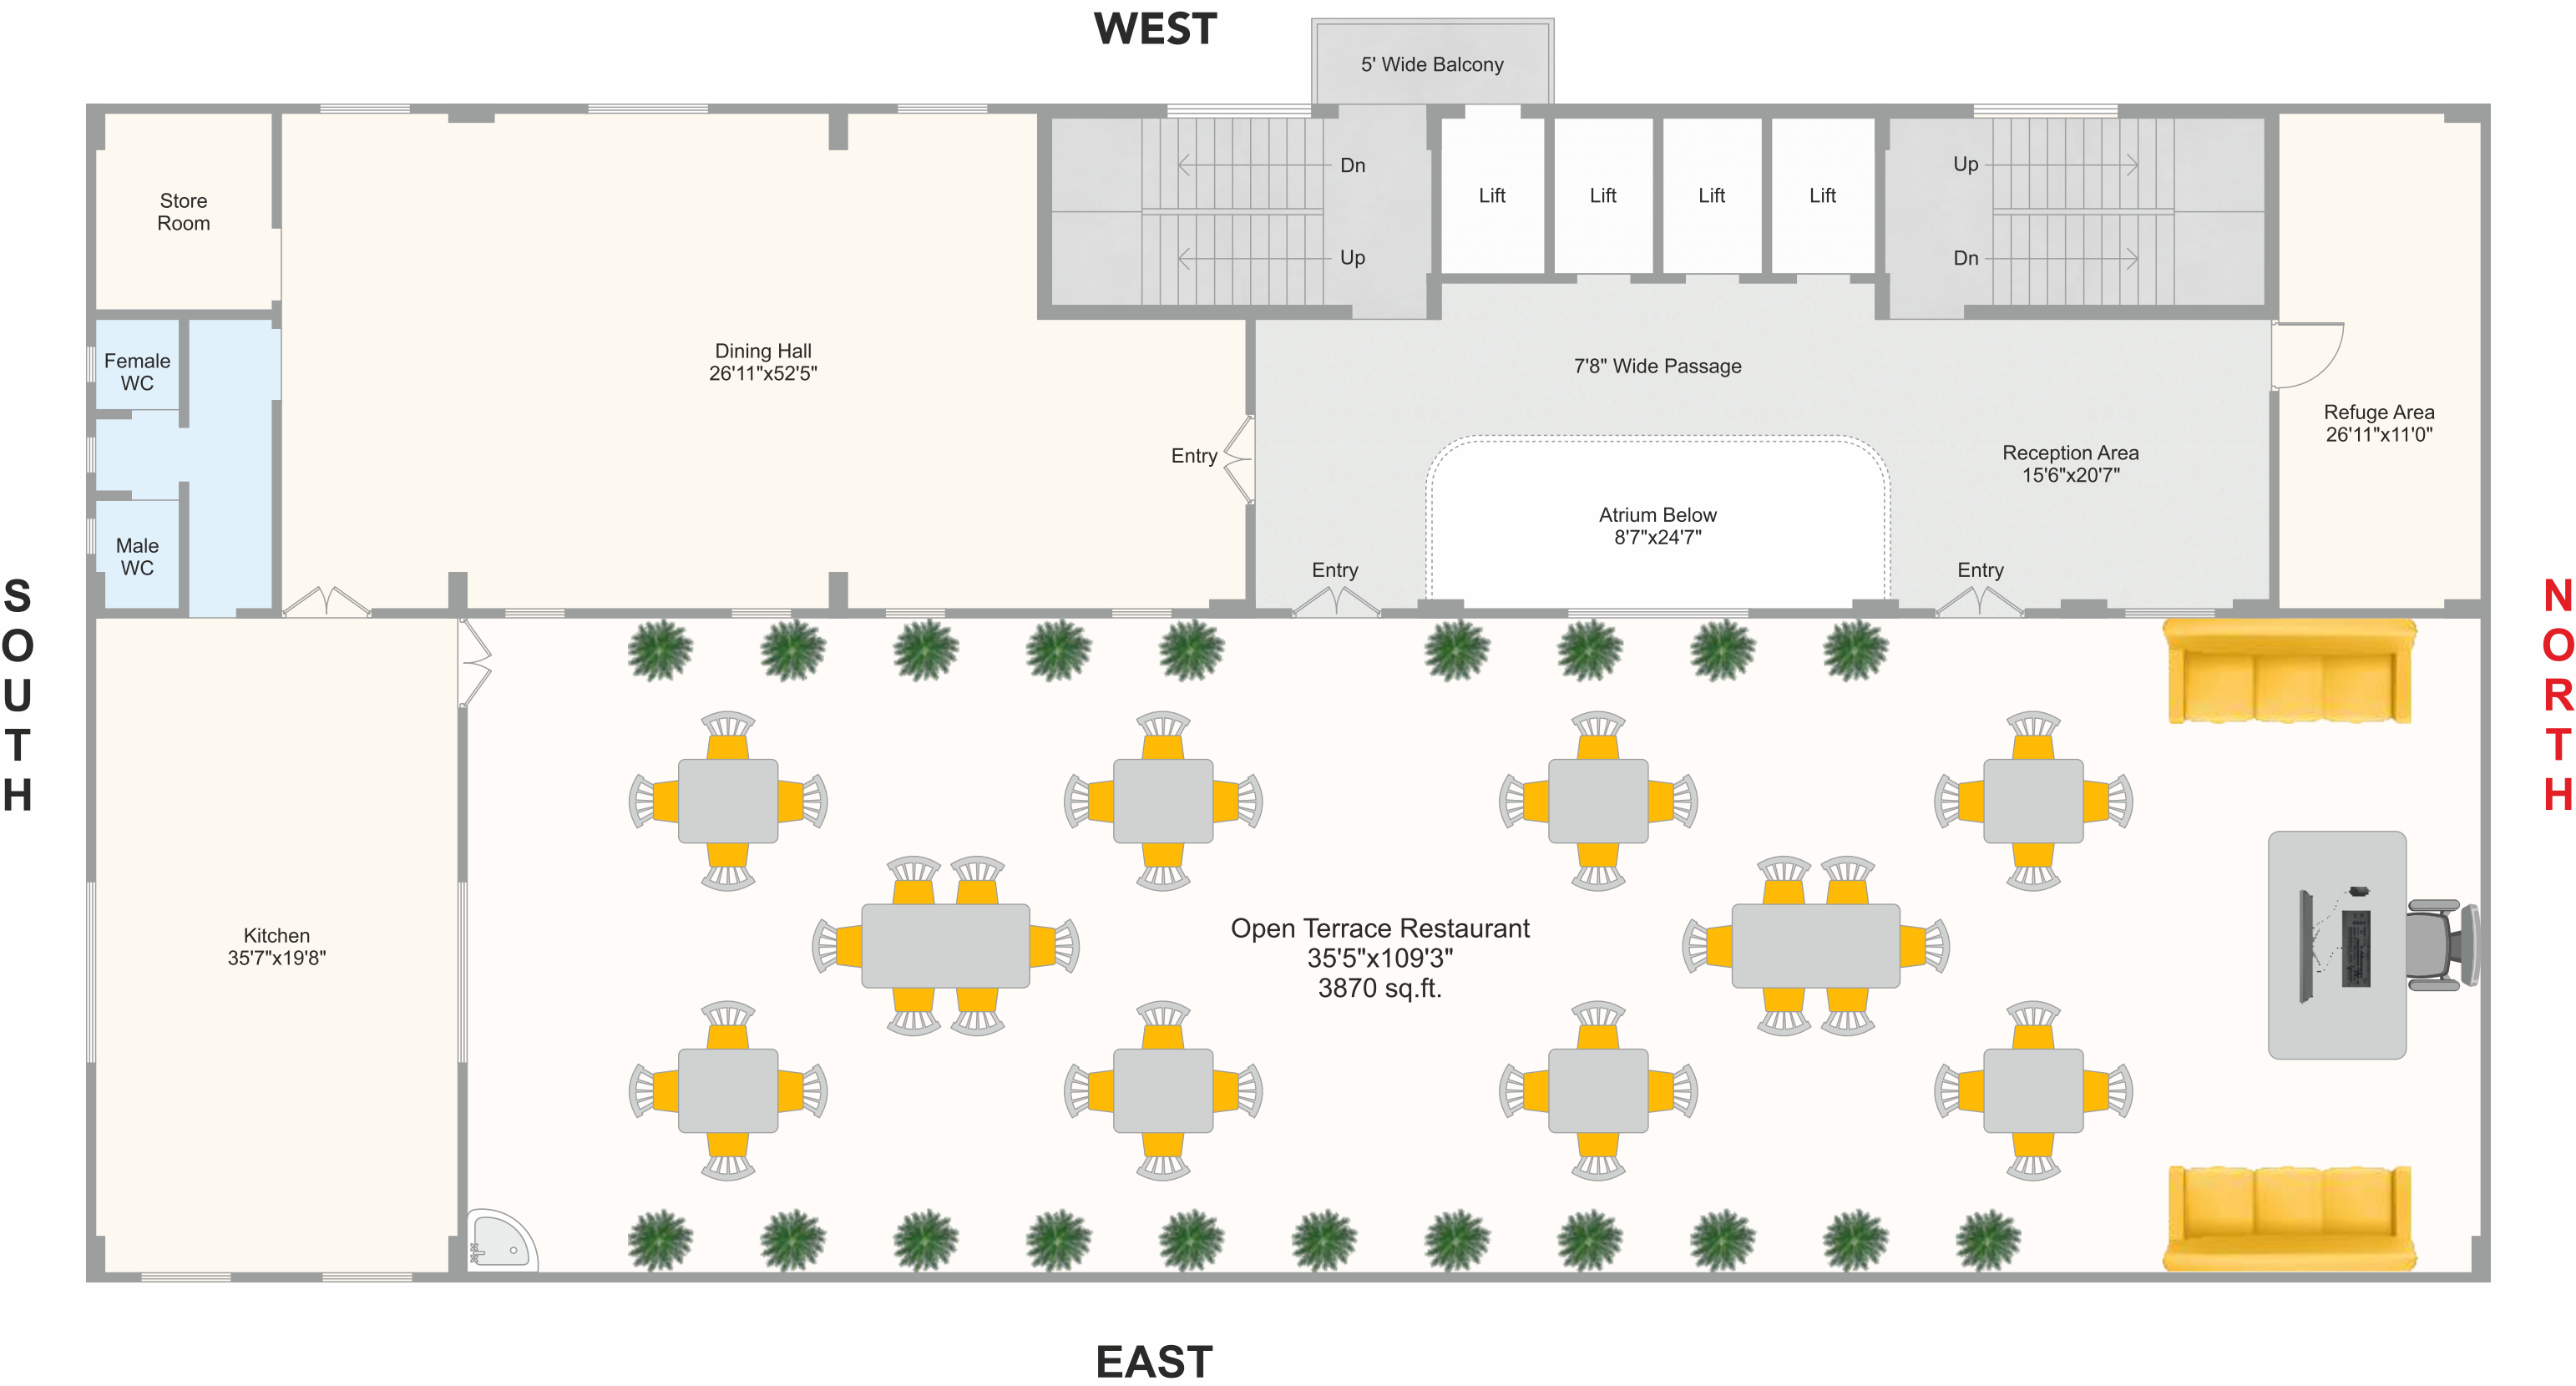 WEST
5' Wide Balcony
Store
Room
Dn
Up
Lift
Lift
Lift
Lift
Up
Dn
Female
WC
Dining Hall
26'11"x52'5"
7'8" Wide Passage
Refuge Area
26'11"x11'0"
Entry
Reception Area
15'6"x20'7"
Atrium Below
8'7"x24'7"
Male
WC
Entry
Entry
SOUTH
NORTH
Kitchen
35'7"x19'8"
Open Terrace Restaurant
35'5"x109'3"
3870 sq.ft.
EAST